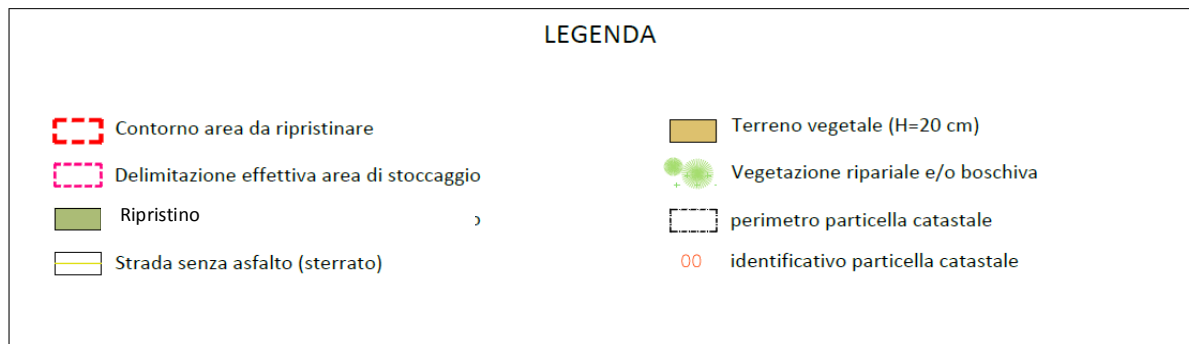 LEGENDA
Contorno area da ripristinare
Delimitazione effettiva area di stoccaggio
Ripristino
Strada senza asfalto (sterrato)
Terreno vegetale (H=20 cm)
Vegetazione ripariale e/o boschiva
perimetro particella catastale
00 identificativo particella catastale